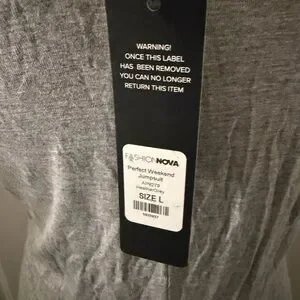 WARNING!
ONCE THIS LABEL
HAS BEEN REMOVED
YOU CAN NO LONGER
RETURN THIS ITEM
FASHIONNOVA
Perfect Weekend
Jumpsuit
HeatherGrey
SIZE L